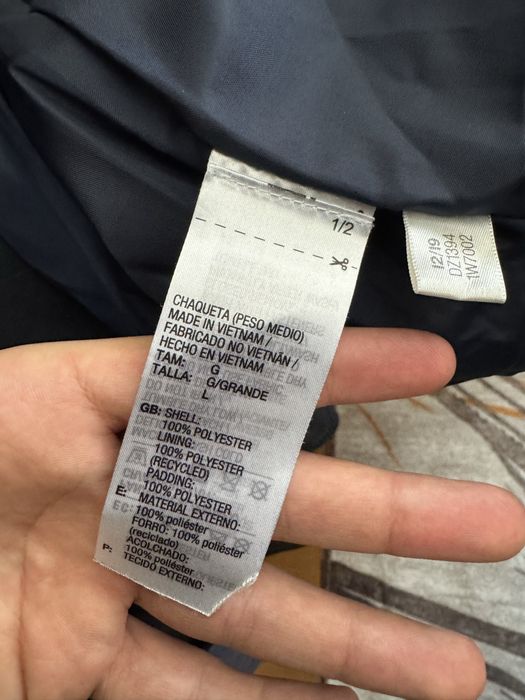 1/2
CHAQUETA (PESO MEDIO)
MADE IN VIETNAM /
FABRICADO NO VIETNÃN /
HECHO EN VIETNAM
TAM: G
TALLA: G/GRANDE
L
GB: SHELL:
100% POLYESTER
LINING:
100% POLYESTER
(RECYCLED)
PADDING:
100% POLYESTER
E: MATERIAL EXTERNO:
100% poliéster
FORRO: 100% poliéster
(reciclado)
ACOLCHADO:
100% poliéster
P: TECIDO EXTERNO:
12/19
DZ1394
1W7002